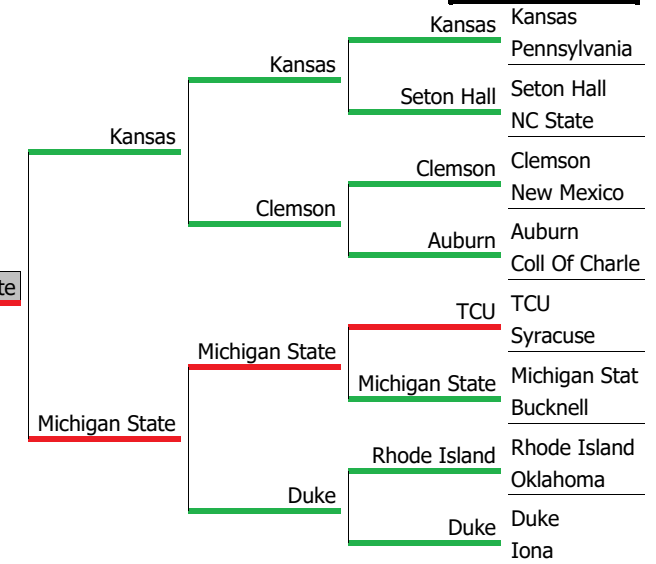 Kansas
Kansas
Pennsylvania
Kansas
Seton Hall
Seton Hall
NC State
Kansas
Clemson
Clemson
New Mexico
Clemson
Auburn
Auburn
Coll Of Charle
te
TCU
TCU
Syracuse
Michigan State
Michigan State
Michigan Stat
Bucknell
Michigan State
Rhode Island
Rhode Island
Oklahoma
Duke
Duke
Duke
Iona